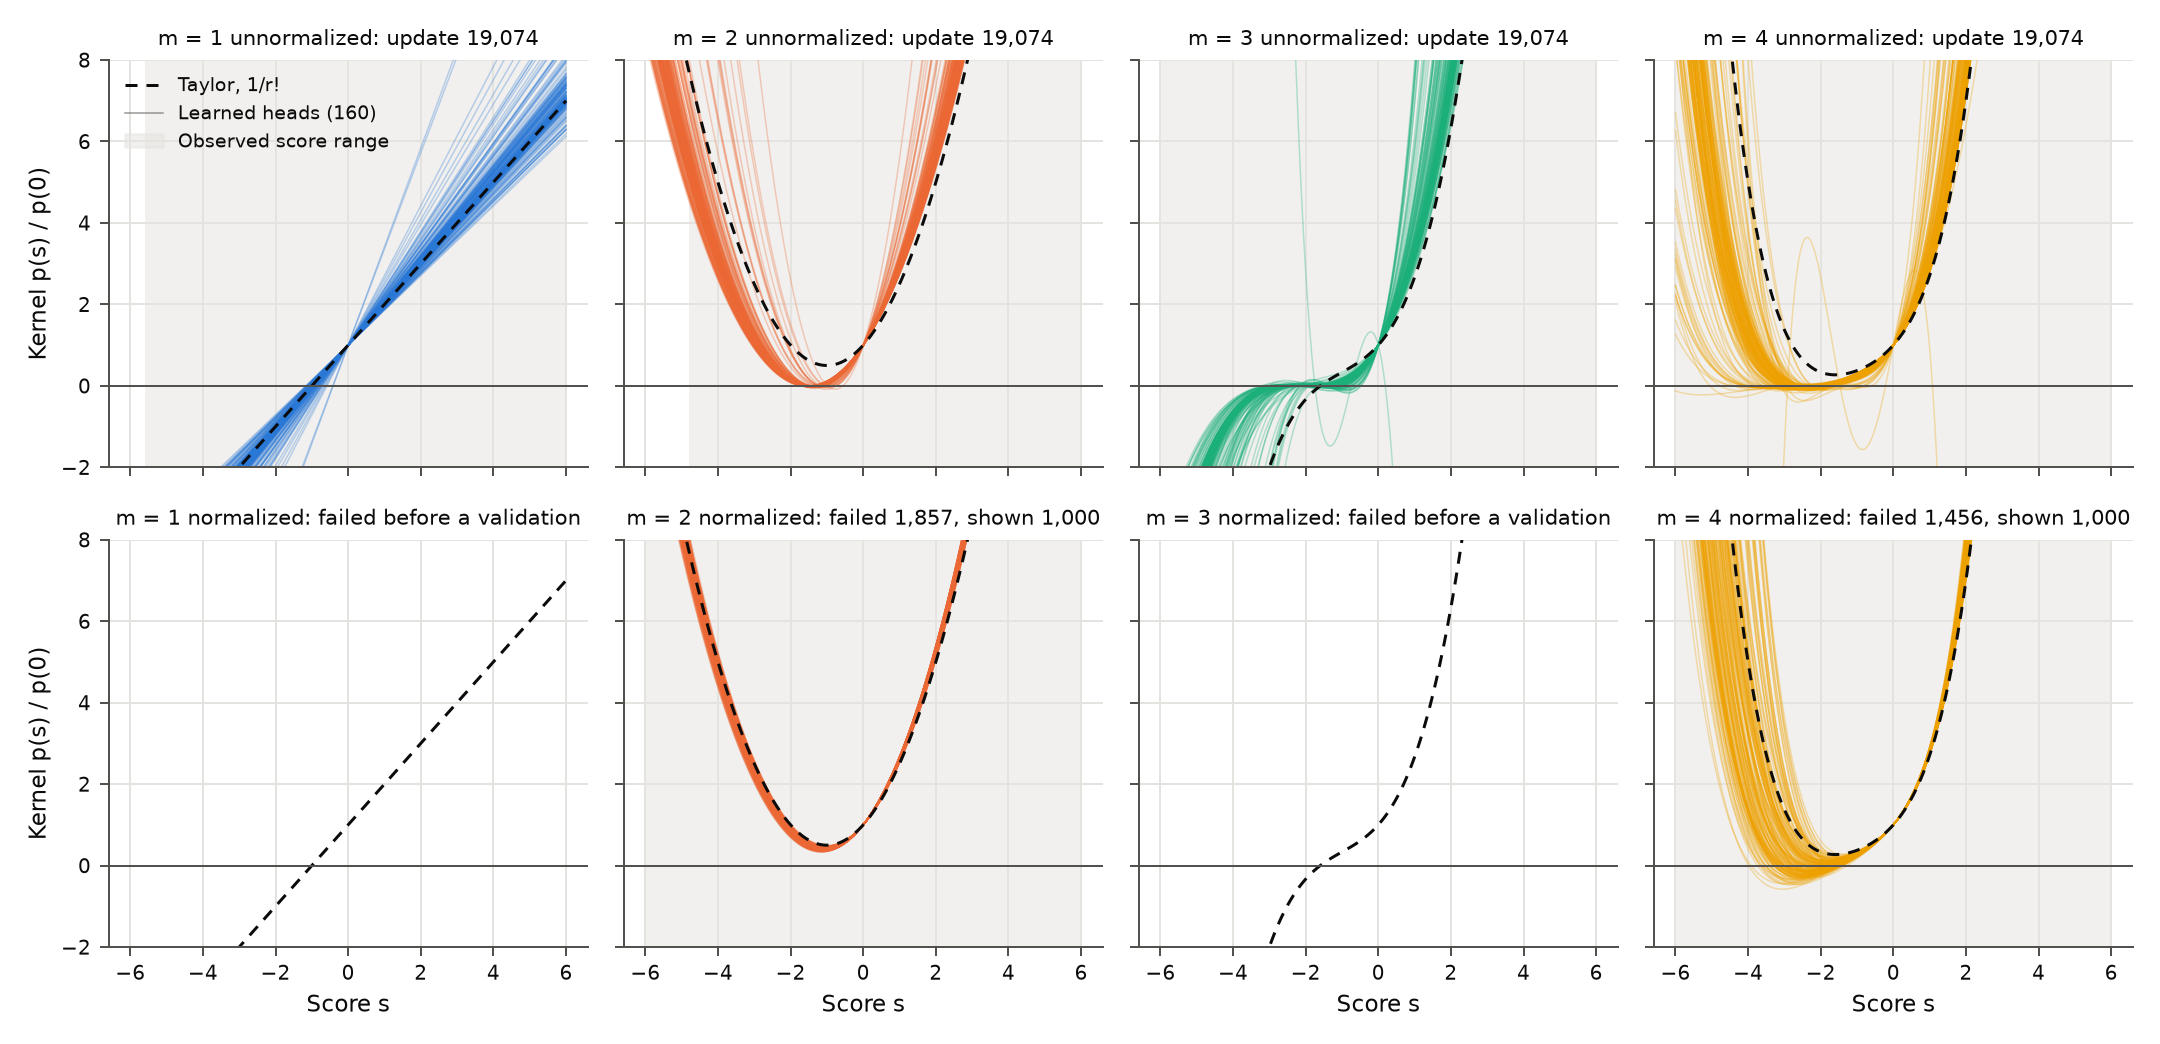 m = 1 unnormalized: update 19,074
m = 2 unnormalized: update 19,074
m = 3 unnormalized: update 19,074
m = 4 unnormalized: update 19,074
Kernel p(s) / p(0)
8
6
4
2
0
−2
Taylor, 1/r!
Learned heads (160)
Observed score range
m = 1 normalized: failed before a validation
m = 2 normalized: failed 1,857, shown 1,000
m = 3 normalized: failed before a validation
m = 4 normalized: failed 1,456, shown 1,000
Kernel p(s) / p(0)
8
6
4
2
0
−2
−6 −4 −2 0 2 4 6
−6 −4 −2 0 2 4 6
−6 −4 −2 0 2 4 6
−6 −4 −2 0 2 4 6
Score s
Score s
Score s
Score s